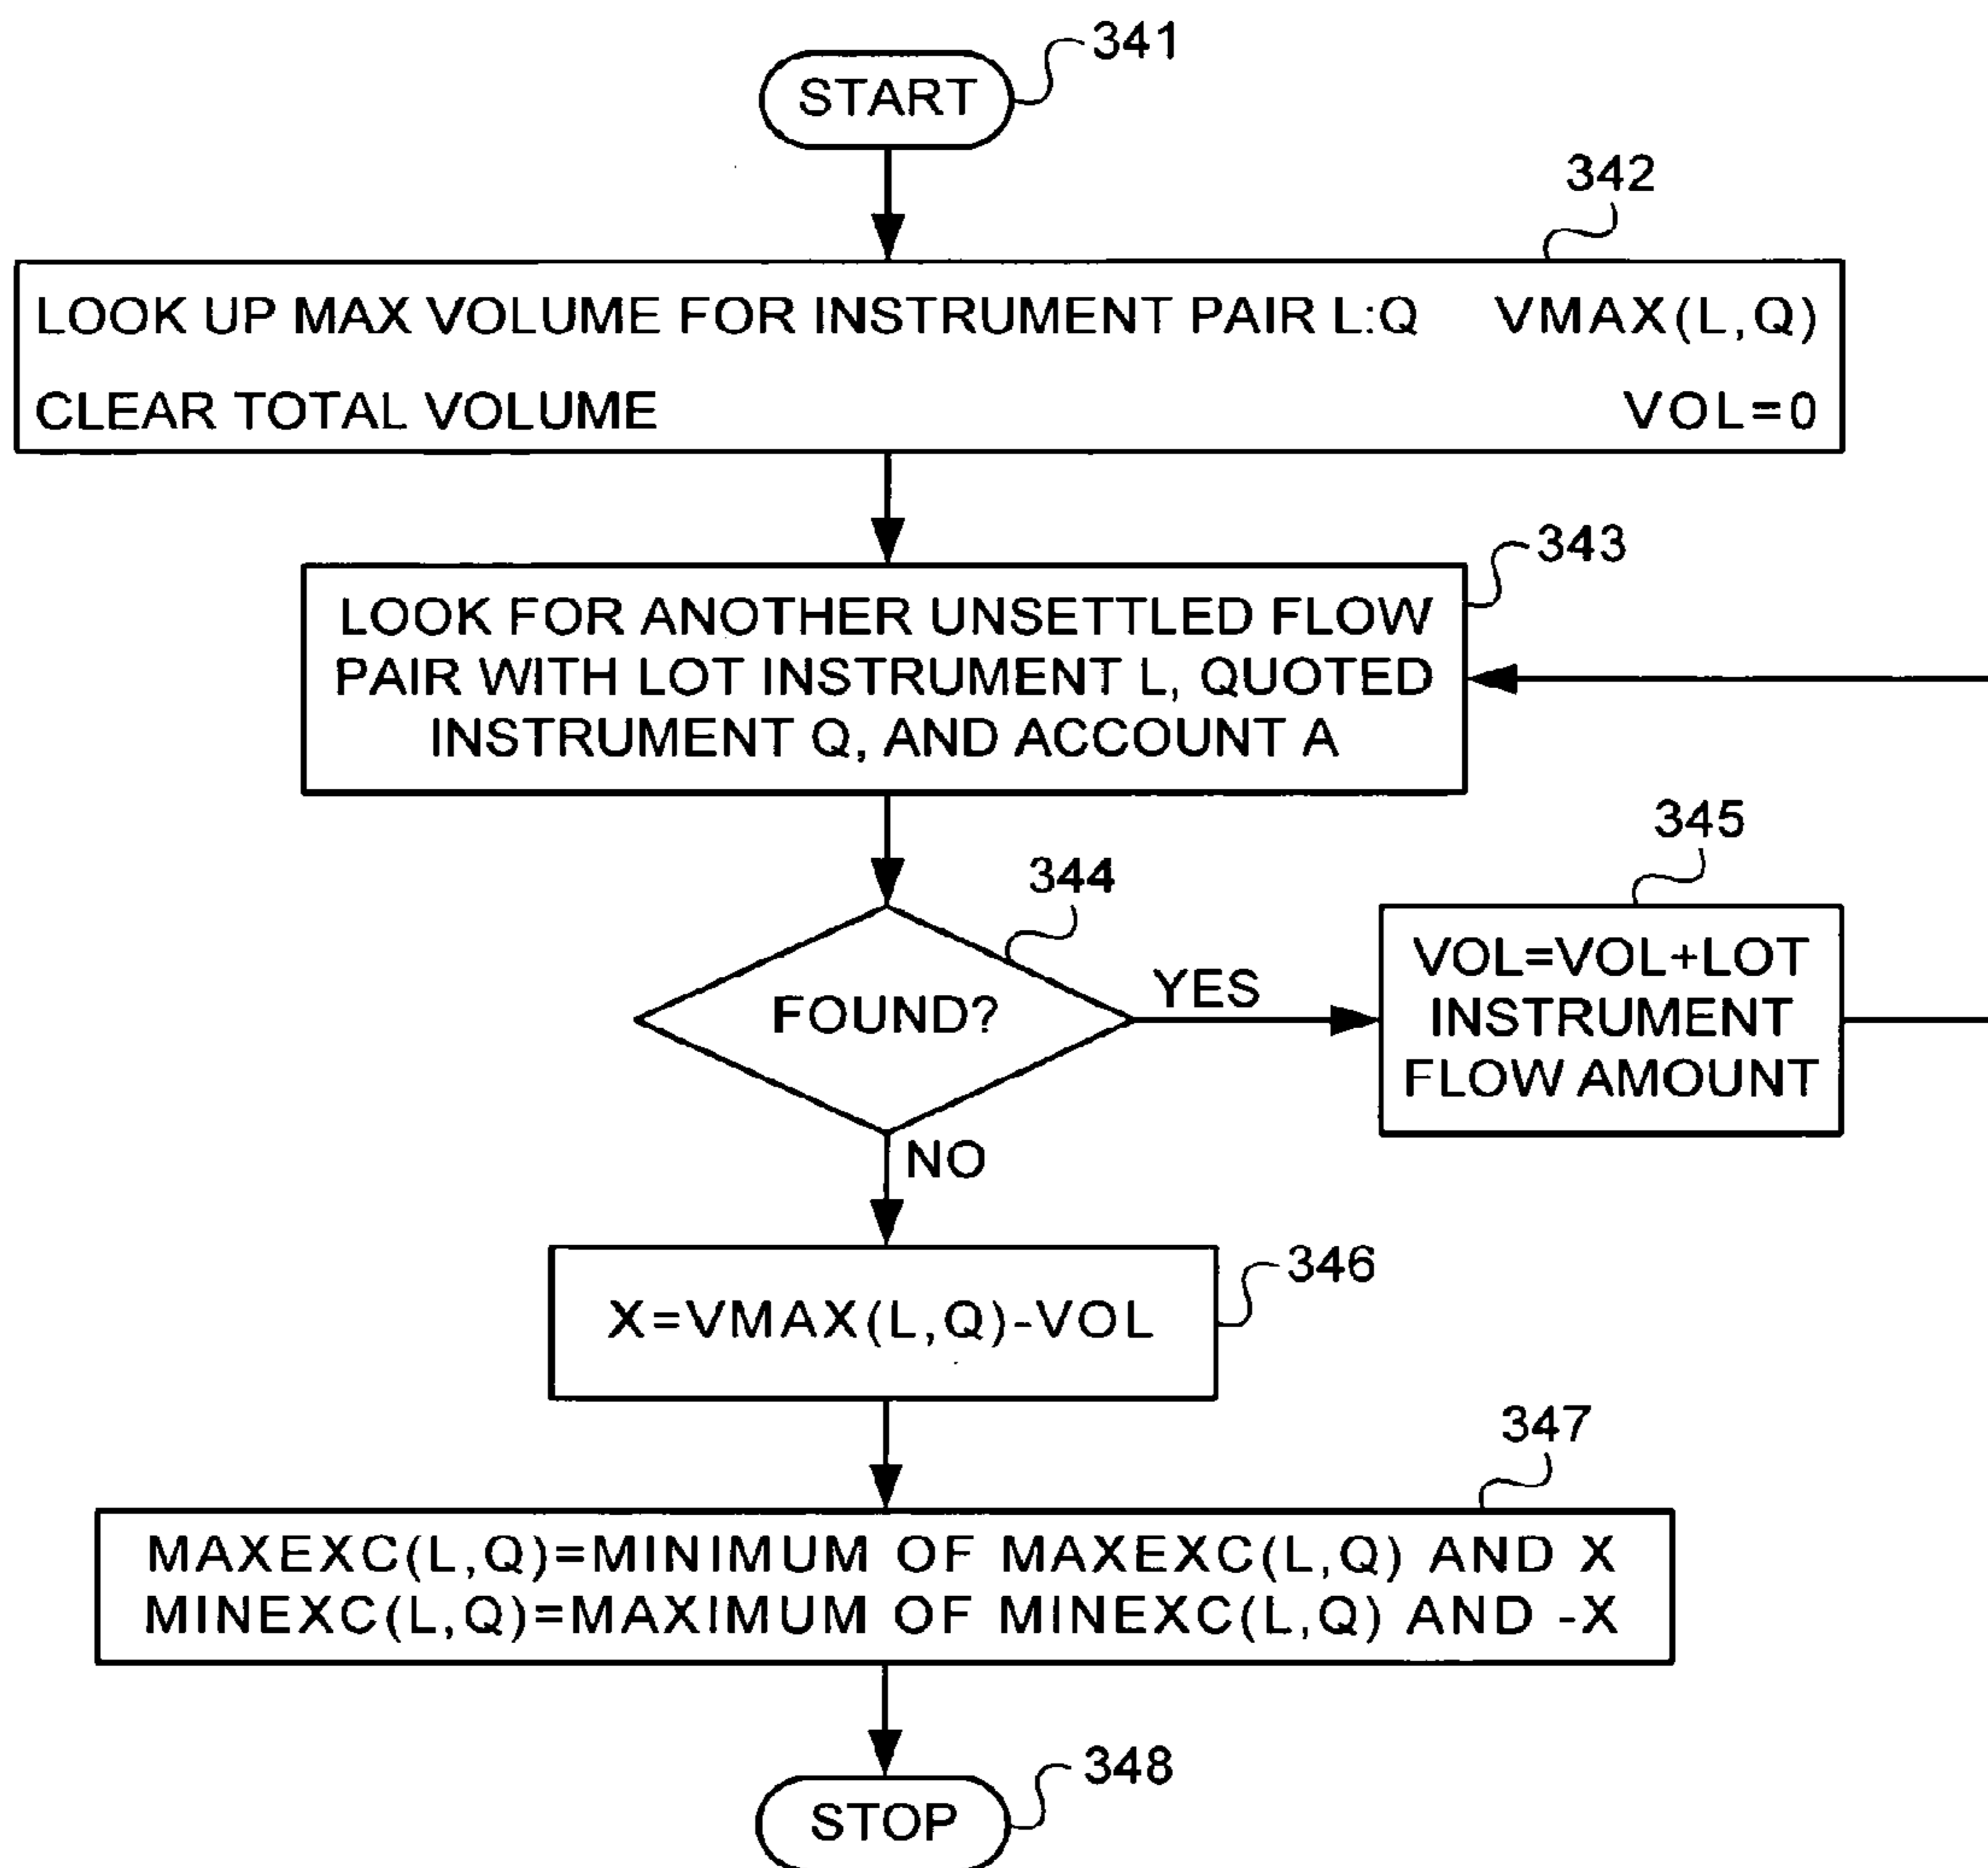 341
START
342
LOOK UP MAX VOLUME FOR INSTRUMENT PAIR L:Q VMAX(L,Q)
CLEAR TOTAL VOLUME VOL=0
343
LOOK FOR ANOTHER UNSETTLED FLOW
PAIR WITH LOT INSTRUMENT L, QUOTED
INSTRUMENT Q, AND ACCOUNT A
344
FOUND?
YES
345
VOL=VOL+LOT
INSTRUMENT
FLOW AMOUNT
NO
346
X=VMAX(L,Q)-VOL
347
MAXEXC(L,Q)=MINIMUM OF MAXEXC(L,Q) AND X
MINEXC(L,Q)=MAXIMUM OF MINEXC(L,Q) AND -X
348
STOP